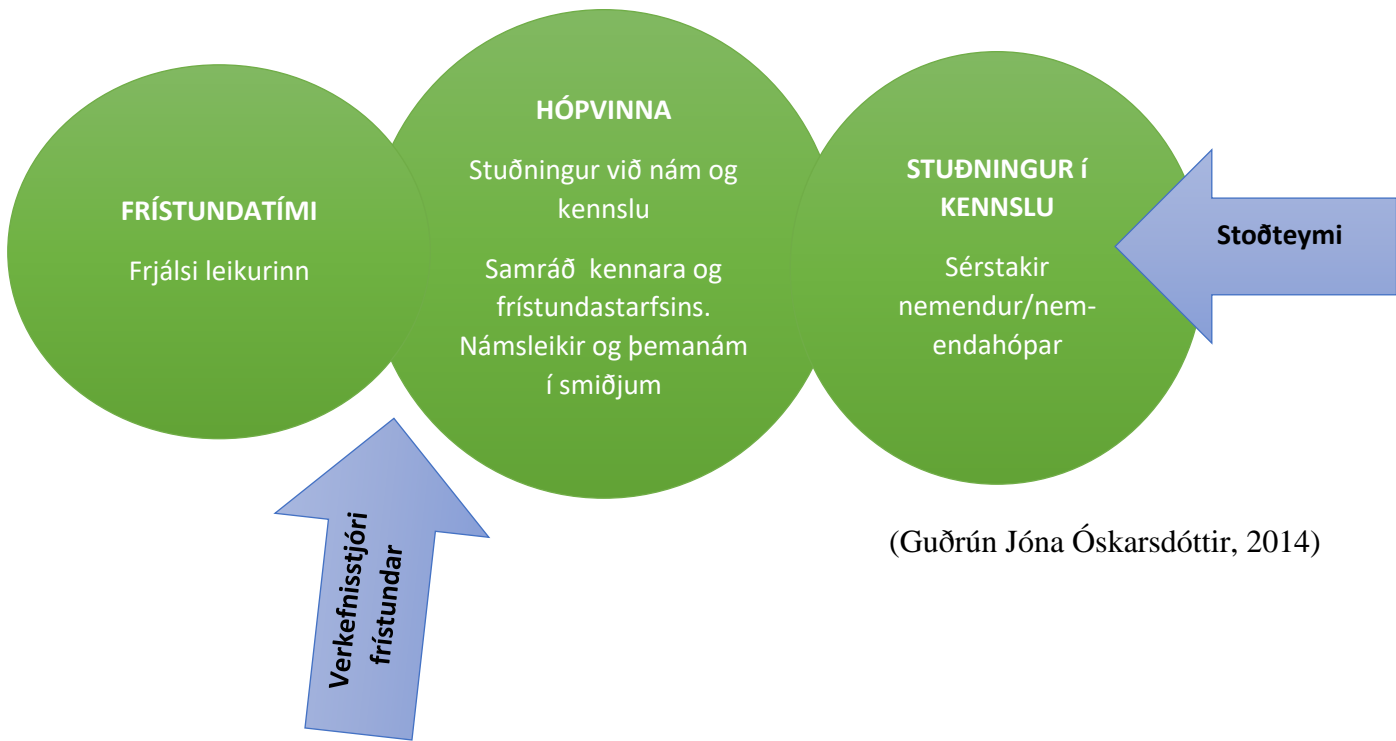 FRÍSTUNDATÍMI
Frjálsi leikurinn
HÓPVINNA
Stuðningur við nám og
kennslu
Samráð kennara og
frístundastarfsins.
Námsleikir og þemanám
í smiðjum
STUÐNINGUR í
KENNSLU
Sérstakir
nemendur/nem-
endahópar
Stoðteymi
Verkefnisstjóri
frístundar
(Guðrún Jóna Óskarsdóttir, 2014)